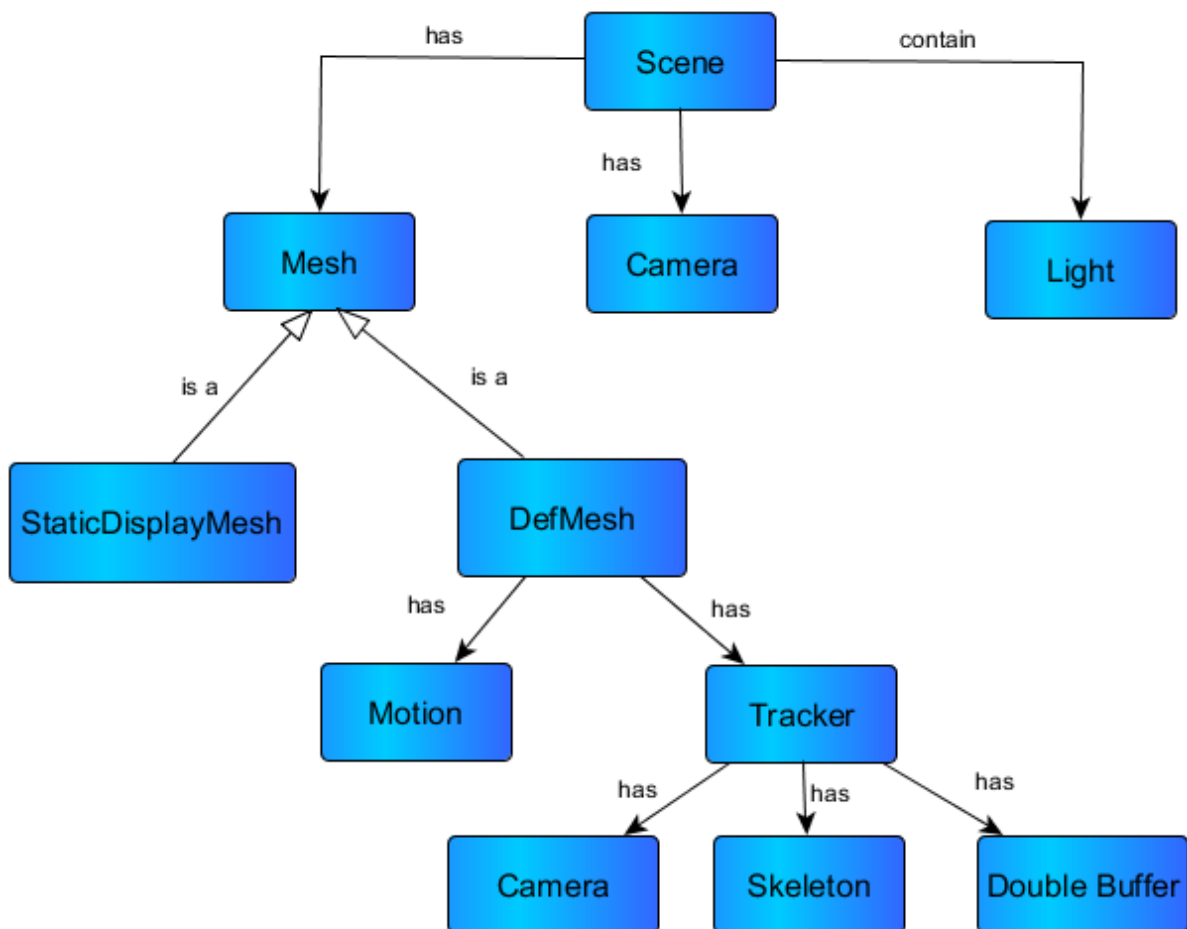 has
Scene
contain
has
Mesh
Camera
Light
is a
is a
StaticDisplayMesh
DefMesh
has
has
Motion
Tracker
has
has
has
Camera
Skeleton
Double Buffer